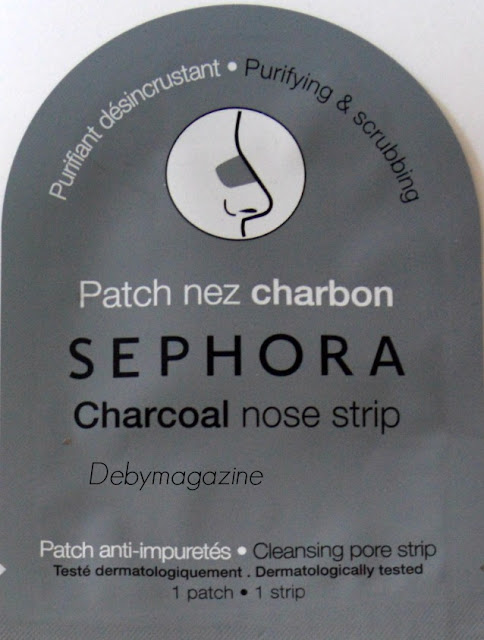 Purifiant désincrustant • Purifying & scrubbing
Patch nez charbon
SEPHORA
Charcoal nose strip
Debymagazine
Patch anti-impuretés • Cleansing pore strip
Testé dermatologiquement . Dermatologically tested
1 patch • 1 strip